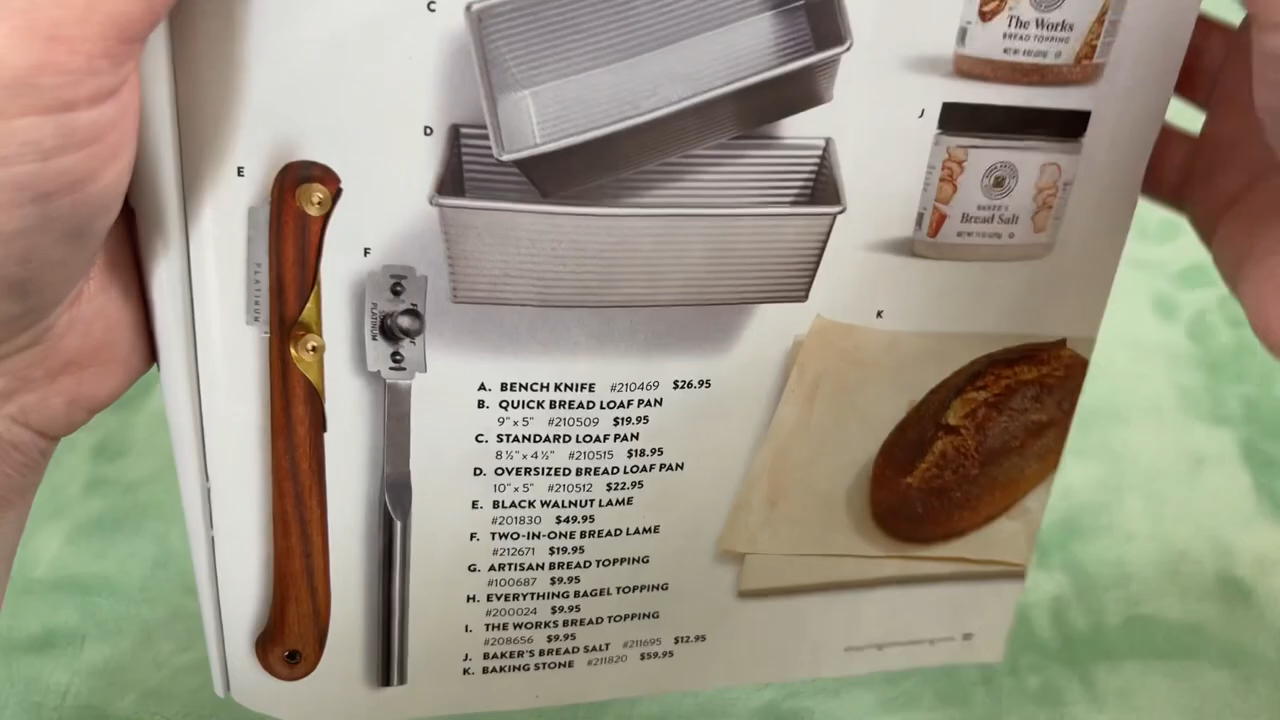 C
The Works
BREAD TOPPING
D
J
BAKER'S
Bread Salt
E
PLATINUM
F
PLATINUM
K
A. BENCH KNIFE #210469 $26.95
B. QUICK BREAD LOAF PAN
9" x 5" #210509 $19.95
C. STANDARD LOAF PAN
8 ½" x 4 ½" #210515 $18.95
D. OVERSIZED BREAD LOAF PAN
10" x 5" #210512 $22.95
E. BLACK WALNUT LAME
#201830 $49.95
F. TWO-IN-ONE BREAD LAME
#212671 $19.95
G. ARTISAN BREAD TOPPING
#100687 $9.95
H. EVERYTHING BAGEL TOPPING
#200024 $9.95
I. THE WORKS BREAD TOPPING
#208656 $9.95
J. BAKER'S BREAD SALT #211695 $12.95
K. BAKING STONE #211820 $59.95